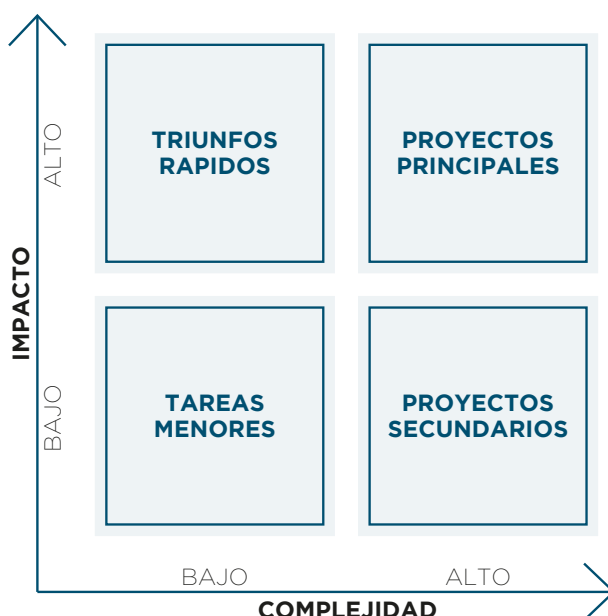 TRIUNFOS
RAPIDOS
PROYECTOS
PRINCIPALES
ALTO
IMPACTO
BAJO
TAREAS
MENORES
PROYECTOS
SECUNDARIOS
BAJO
ALTO
COMPLEJIDAD